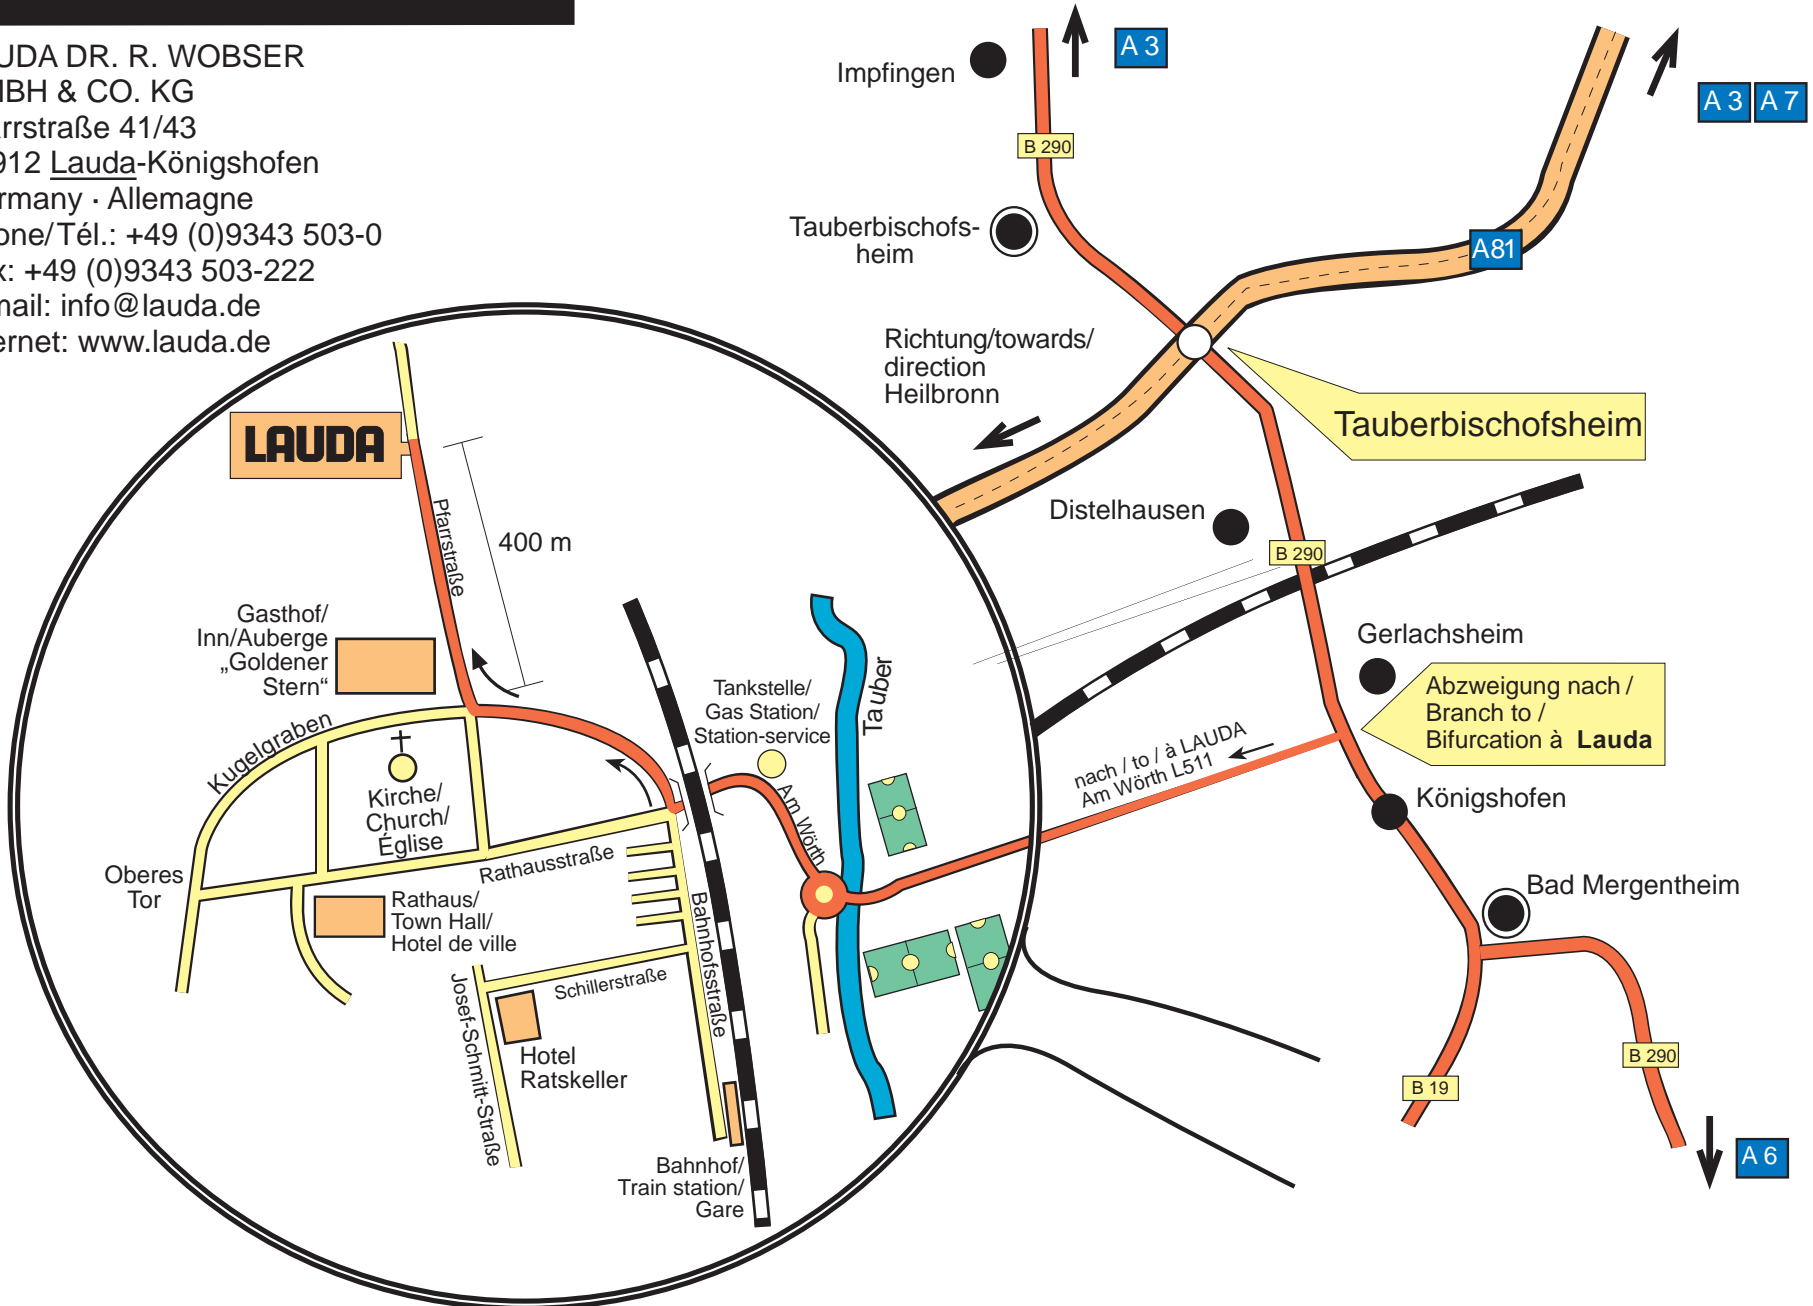 UDA DR. R. WOBSER
BH & CO. KG
rrstraße 41/43
912 Lauda-Königshofen
rmany · Allemagne
one/Tél.: +49 (0)9343 503-0
x: +49 (0)9343 503-222
mail: info@lauda.de
ernet: www.lauda.de
Impfingen
A 3
A 3 A 7
B 290
Tauberbischofs-
heim
A81
Richtung/towards/
direction
Heilbronn
Tauberbischofsheim
LAUDA
Pfarrstraße
400 m
Distelhausen
B 290
Gasthof/
Inn/Auberge
„Goldener
Stern“
Gerlachsheim
Abzweigung nach /
Branch to /
Bifurcation à Lauda
Tankstelle/
Gas Station/
Station-service
Tauber
Kugelgraben
nach / to / à LAUDA
Am Wörth L511
Am Wörth
Kirche/
Church/
Église
Königshofen
Rathausstraße
Oberes
Tor
Rathaus/
Town Hall/
Hotel de ville
Bad Mergentheim
Bahnhofsstraße
Schillerstraße
Josef-Schmitt-Straße
Hotel
Ratskeller
B 290
B 19
Bahnhof/
Train station/
Gare
A 6